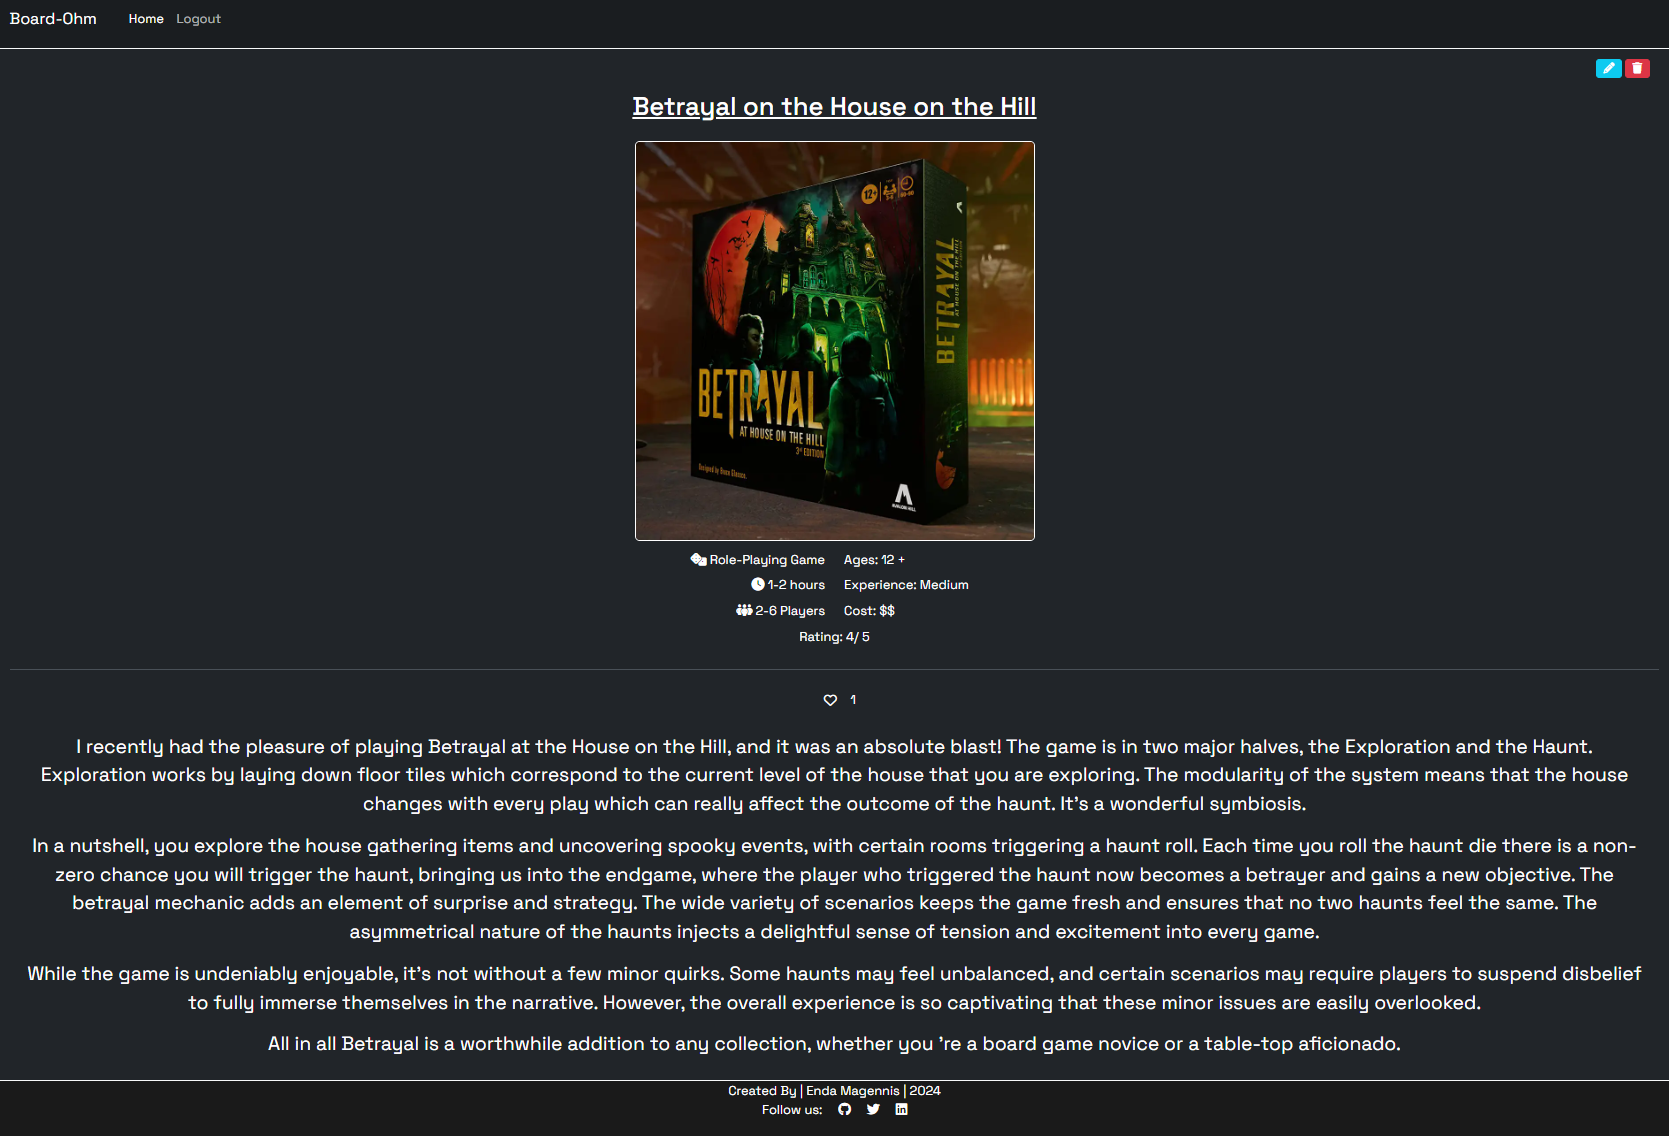 Board-Ohm Home Logout
Betrayal on the House on the Hill
12+
BETRAYAL
AT HOUSE ON THE HILL
3rd EDITION
Designed by Bruce Glassco.
AVALON HILL
BETRAYAL
AT HOUSE ON THE HILL
Role-Playing Game Ages: 12 +
1-2 hours Experience: Medium
2-6 Players Cost: $$
Rating: 4/ 5
1
I recently had the pleasure of playing Betrayal at the House on the Hill, and it was an absolute blast! The game is in two major halves, the Exploration and the Haunt.
Exploration works by laying down floor tiles which correspond to the current level of the house that you are exploring. The modularity of the system means that the house
changes with every play which can really affect the outcome of the haunt. It's a wonderful symbiosis.
In a nutshell, you explore the house gathering items and uncovering spooky events, with certain rooms triggering a haunt roll. Each time you roll the haunt die there is a non-
zero chance you will trigger the haunt, bringing us into the endgame, where the player who triggered the haunt now becomes a betrayer and gains a new objective. The
betrayal mechanic adds an element of surprise and strategy. The wide variety of scenarios keeps the game fresh and ensures that no two haunts feel the same. The
asymmetrical nature of the haunts injects a delightful sense of tension and excitement into every game.
While the game is undeniably enjoyable, it's not without a few minor quirks. Some haunts may feel unbalanced, and certain scenarios may require players to suspend disbelief
to fully immerse themselves in the narrative. However, the overall experience is so captivating that these minor issues are easily overlooked.
All in all Betrayal is a worthwhile addition to any collection, whether you 're a board game novice or a table-top aficionado.
Created By | Enda Magennis | 2024
Follow us: